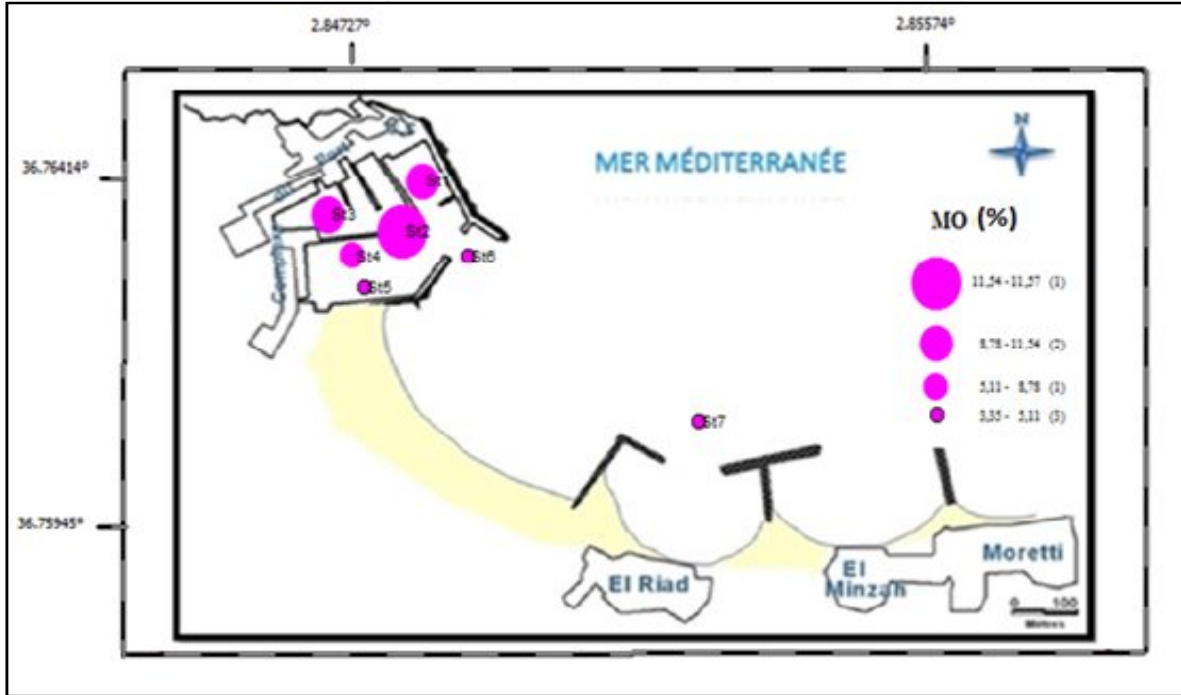 2.84727°
2.85574°
36.76414°
36.75945°
MER MÉDITERRANÉE
N
MO (%)
11,54 - 11,57 (1)
8,78 - 11,54 (2)
5,11 - 8,78 (1)
3,35 - 5,11 (3)
Port
St1
St3
St2
St4
St6
St5
St7
El Riad
El
Minzah
Moretti
0 100
Mètres